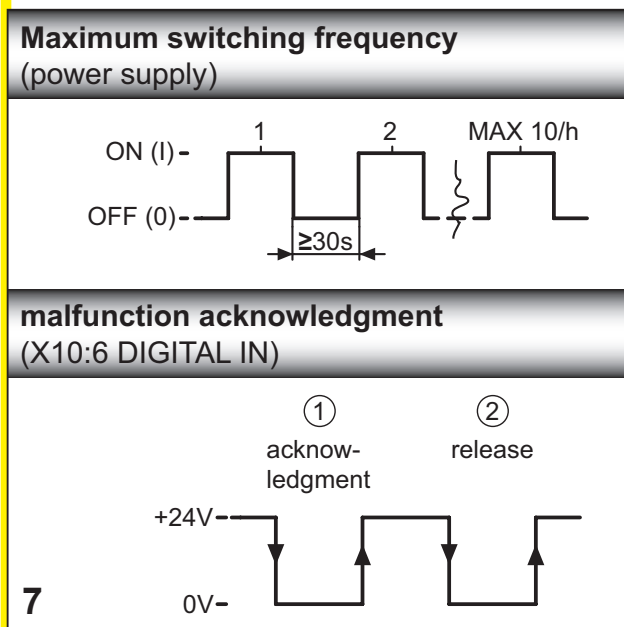 Maximum switching frequency
(power supply)
1 2 MAX 10/h
ON (I)
OFF (0)
≥30s
malfunction acknowledgment
(X10:6 DIGITAL IN)
1 2
acknow- release
ledgment
+24V
0V
7